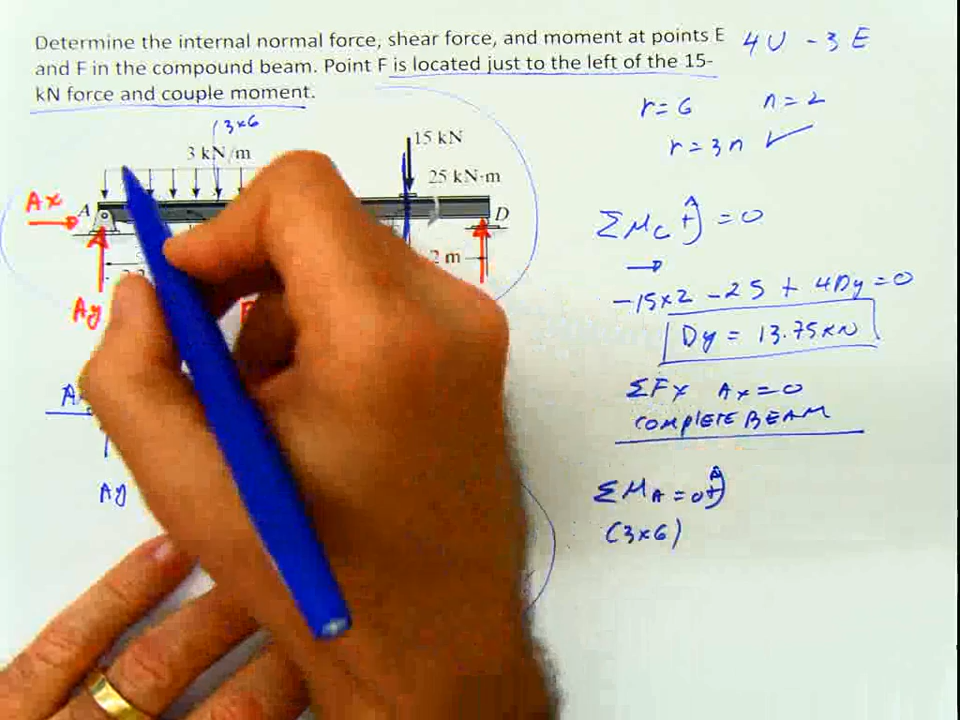 Determine the internal normal force, shear force, and moment at points E
and F in the compound beam. Point F is located just to the left of the 15-
kN force and couple moment.
4U - 3E
r=6 n=2
r=3n ✓
3×6
3 kN/m
15 kN
25 kN·m
Ax
A
D
2 m
Ay
Ay
ΣMC +) = 0
-15×2 -25 + 4Dy = 0
Dy = 13.75 KN
ΣFx Ax=0
COMPLETE BEAM
ΣMA = 0 +)
(3×6)